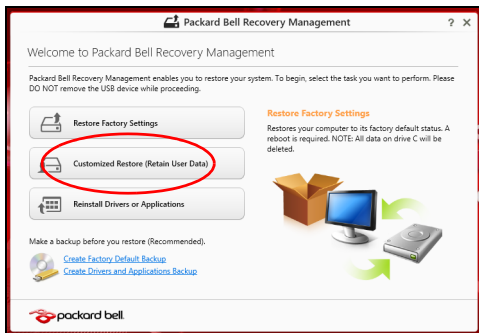 Packard Bell Recovery Management
Welcome to Packard Bell Recovery Management
Packard Bell Recovery Management enables you to restore your system. To begin, select the task you want to perform. Please
DO NOT remove the USB device while proceeding.
Restore Factory Settings
Customized Restore (Retain User Data)
Reinstall Drivers or Applications
Restore Factory Settings
Restores your computer to its factory default status. A
reboot is required. NOTE: All data on drive C will be
deleted.
Make a backup before you restore (Recommended).
Create Factory Default Backup
Create Drivers and Applications Backup
packard bell.